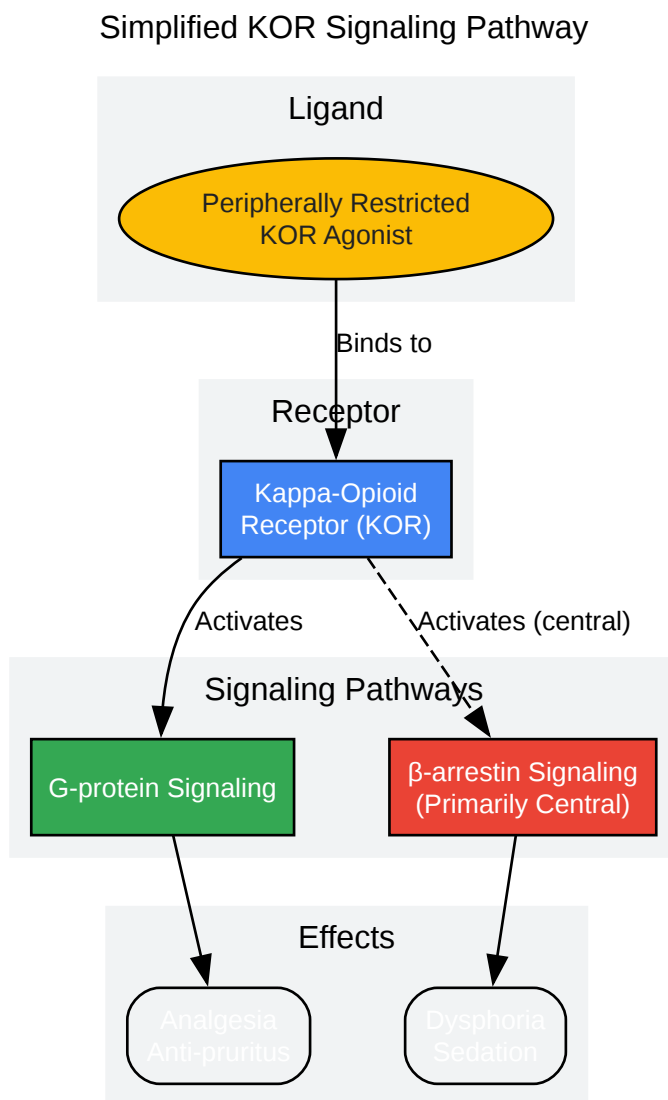 Simplified KOR Signaling Pathway
Ligand
Peripherally Restricted
KOR Agonist
Binds to
Receptor
Kappa-Opioid
Receptor (KOR)
Activates
Activates (central)
Signaling Pathways
G-protein Signaling
β-arrestin Signaling
(Primarily Central)
Effects
Analgesia
Anti-pruritus
Dysphoria
Sedation